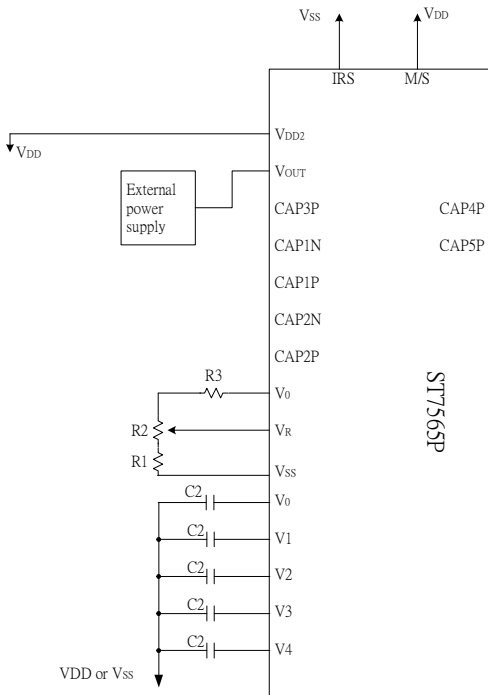 VSS
VDD
IRS M/S
VDD2
VDD
VOUT
External
power
supply
CAP3P CAP4P
CAP1N CAP5P
CAP1P
CAP2N
CAP2P
ST7565P
R3
V0
R2
VR
R1
VSS
C2
V0
C2
V1
C2
V2
C2
V3
C2
V4
VDD or VSS